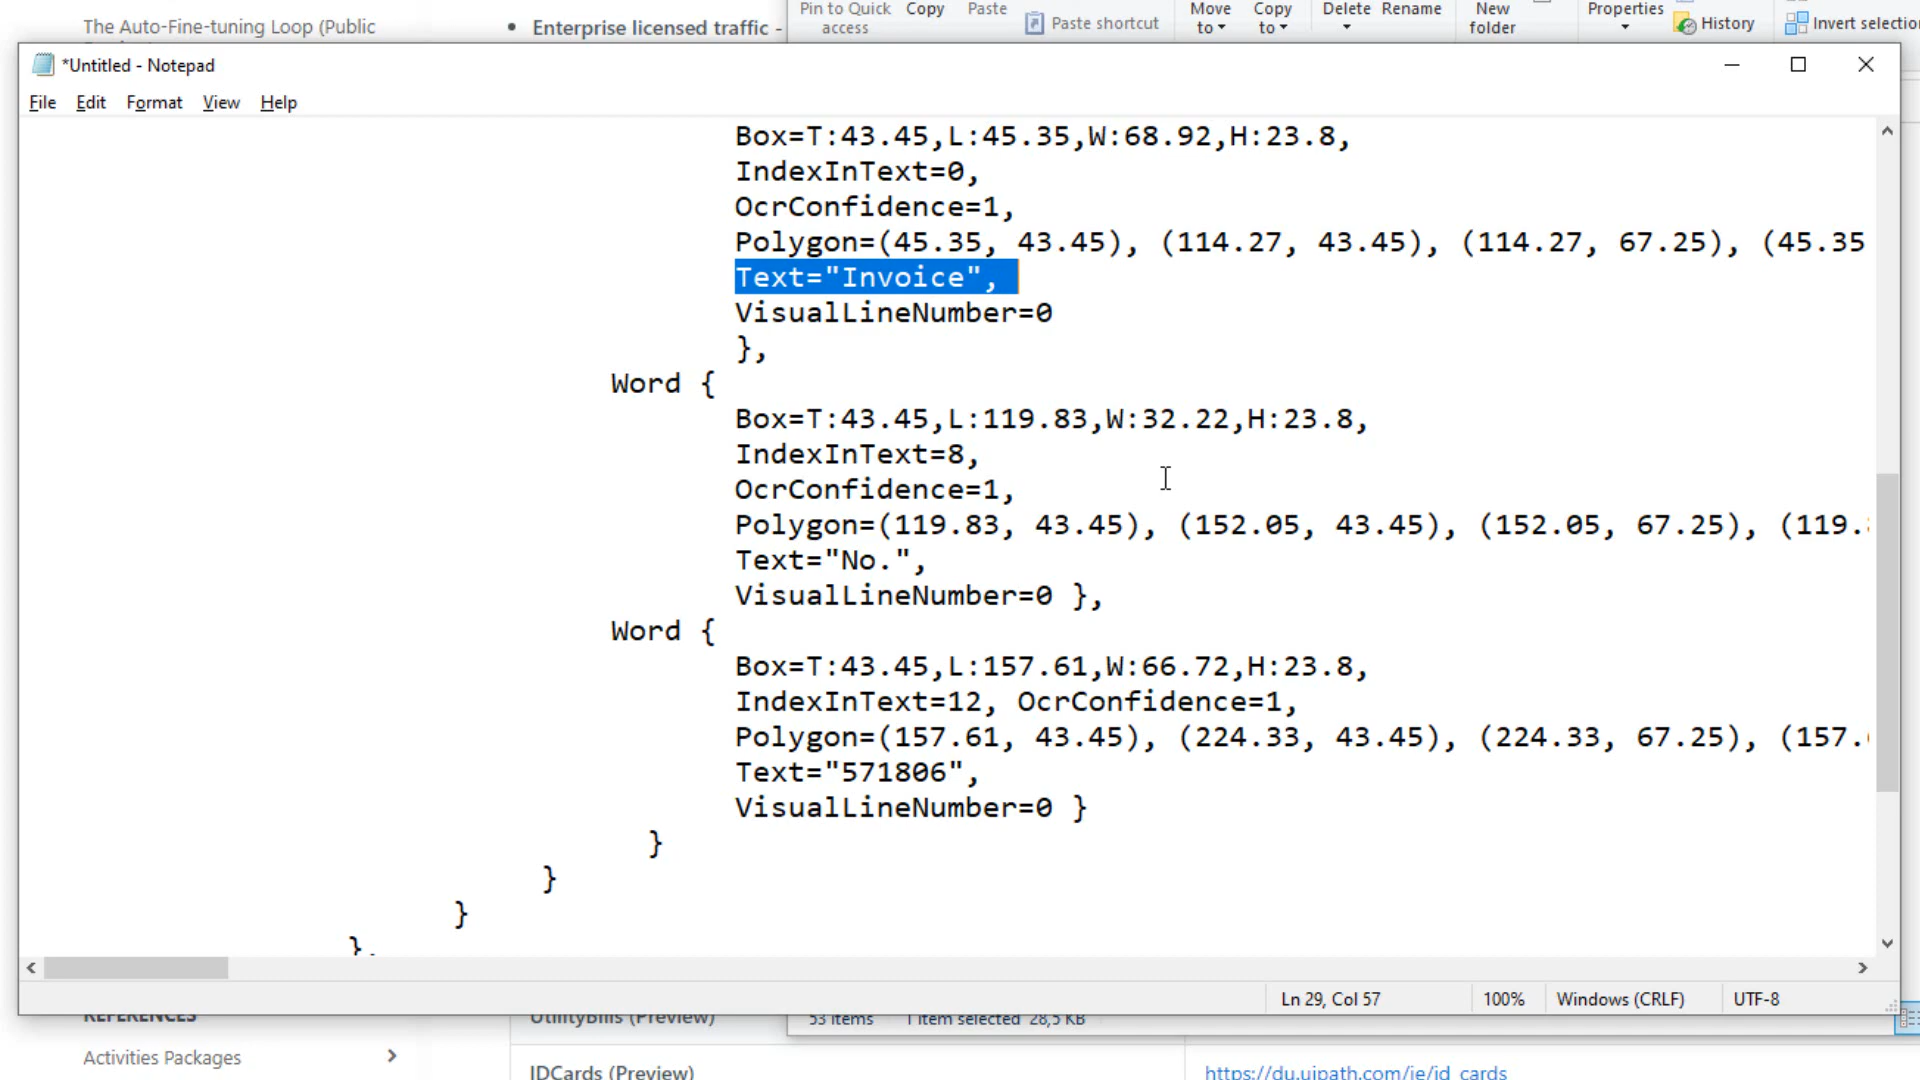 The Auto-Fine-tuning Loop (Public
Enterprise licensed traffic -
Pin to Quick access
Copy
Paste
Paste shortcut
Move to
Copy to
Delete
Rename
New folder
Properties
History
Invert selectio
*Untitled - Notepad
File Edit Format View Help
Box=T:43.45,L:45.35,W:68.92,H:23.8,
IndexInText=0,
OcrConfidence=1,
Polygon=(45.35, 43.45), (114.27, 43.45), (114.27, 67.25), (45.35
Text="Invoice",
VisualLineNumber=0
},
Word {
Box=T:43.45,L:119.83,W:32.22,H:23.8,
IndexInText=8,
OcrConfidence=1,
Polygon=(119.83, 43.45), (152.05, 43.45), (152.05, 67.25), (119.
Text="No.",
VisualLineNumber=0 },
Word {
Box=T:43.45,L:157.61,W:66.72,H:23.8,
IndexInText=12, OcrConfidence=1,
Polygon=(157.61, 43.45), (224.33, 43.45), (224.33, 67.25), (157.
Text="571806",
VisualLineNumber=0 }
}
}
}
},
Ln 29, Col 57
100%
Windows (CRLF)
UTF-8
REFERENCES
UtilityBills (Preview)
53 items
1 item selected 28,5 KB
Activities Packages
IDCards (Preview)
https://du.uipath.com/ie/id_cards